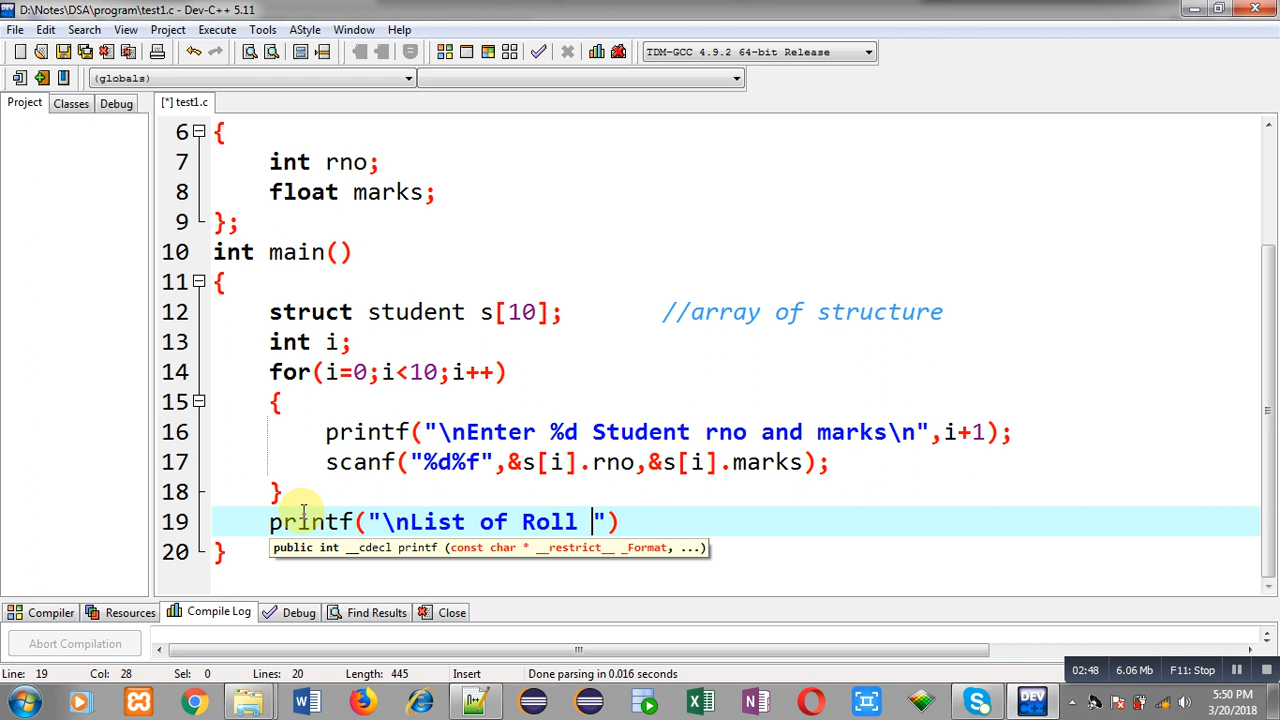 D:\Notes\DSA\program\test1.c - Dev-C++ 5.11
File Edit Search View Project Execute Tools AStyle Window Help
TDM-GCC 4.9.2 64-bit Release
(globals)
Project Classes Debug [*] test1.c
6 {
7 int rno;
8 float marks;
9 };
10 int main()
11 {
12 struct student s[10]; //array of structure
13 int i;
14 for(i=0;i<10;i++)
15 {
16 printf("\nEnter %d Student rno and marks\n",i+1);
17 scanf("%d%f",&s[i].rno,&s[i].marks);
18 }
19 printf("\nList of Roll ")
public int __cdecl printf (const char * __restrict__ _Format, ...)
20 }
Compiler Resources Compile Log Debug Find Results Close
Abort Compilation
Line: 19 Col: 28 Sel: 0 Lines: 20 Length: 445 Insert Done parsing in 0.016 seconds
02:48 6.06 Mb F11: Stop
5:50 PM
3/20/2018